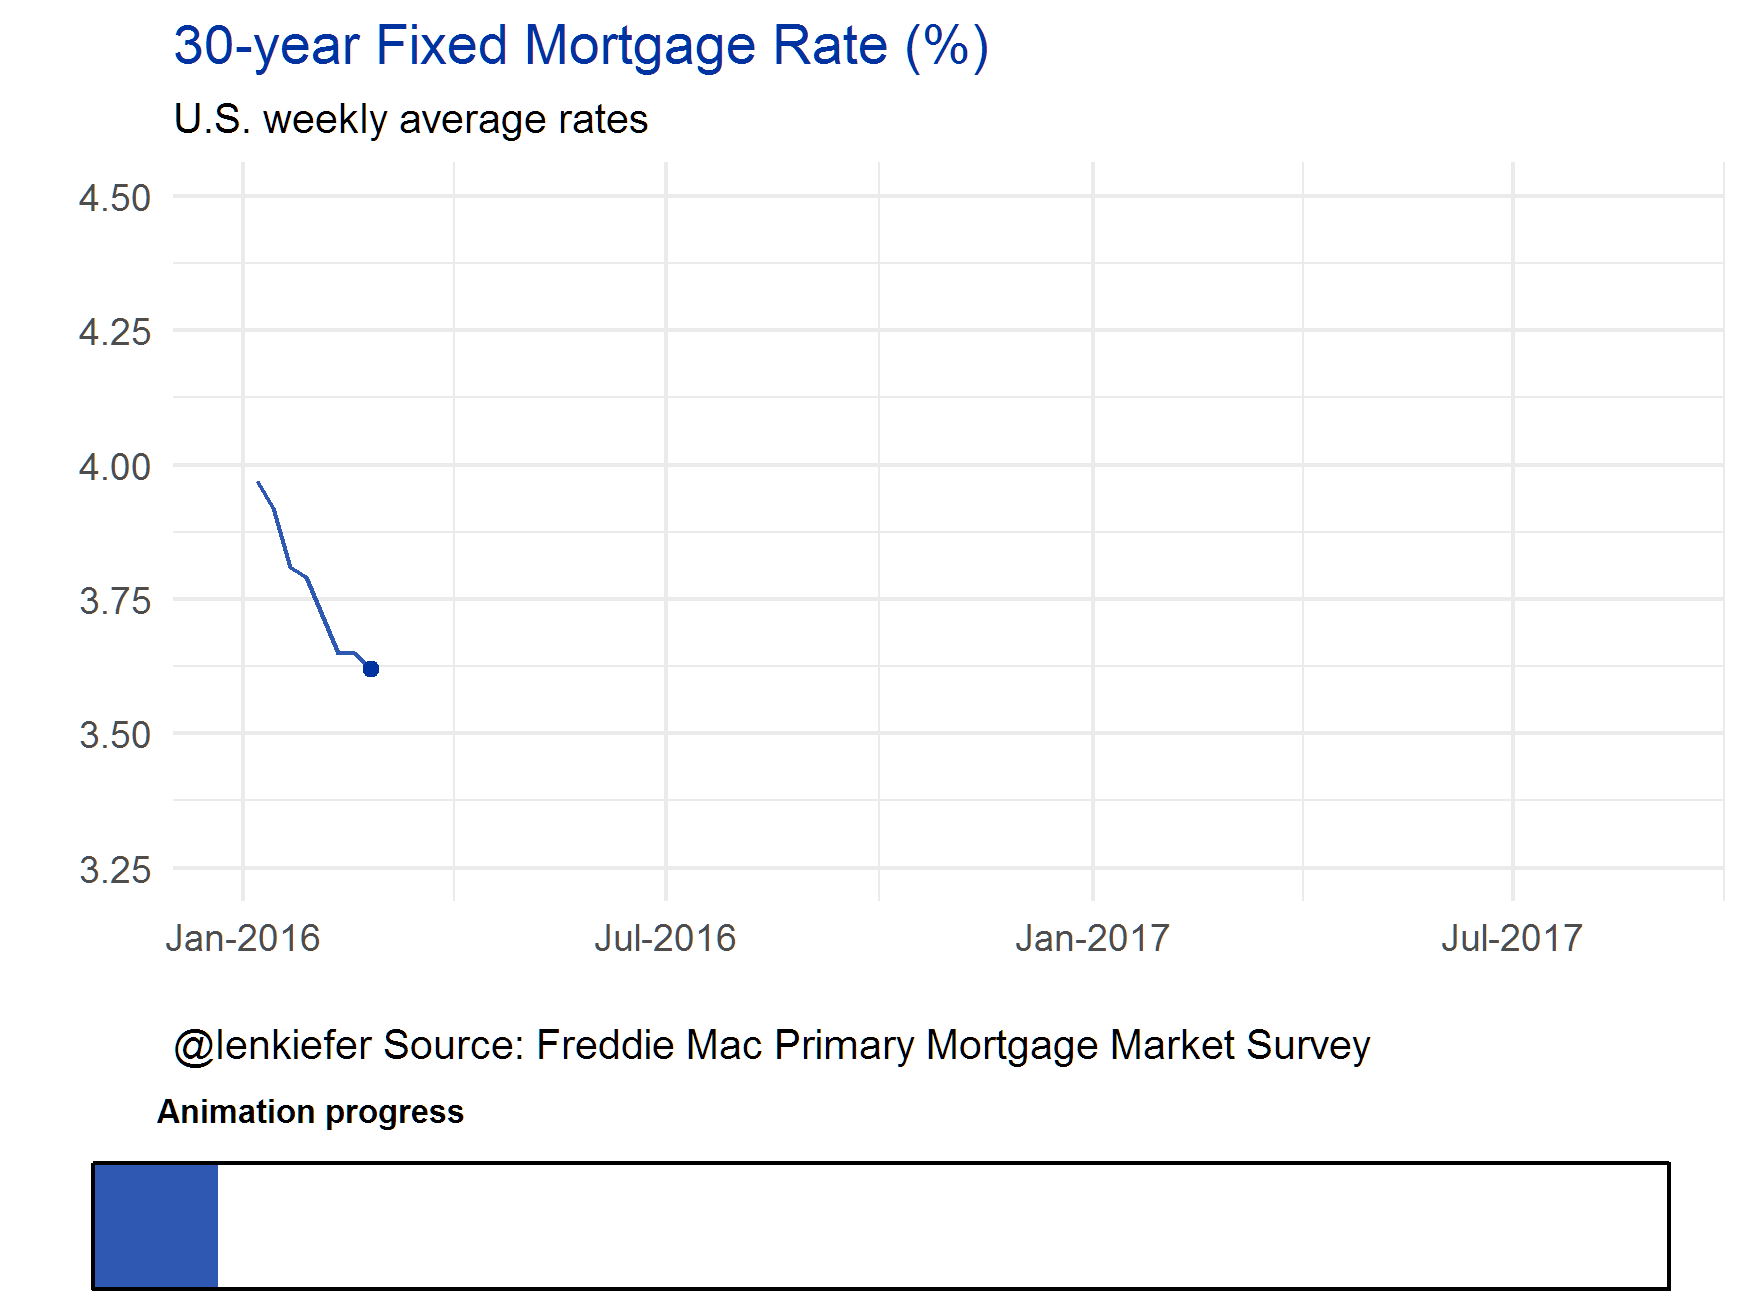 30-year Fixed Mortgage Rate (%)
U.S. weekly average rates
4.50
4.25
4.00
3.75
3.50
3.25
Jan-2016 Jul-2016 Jan-2017 Jul-2017
@lenkiefer Source: Freddie Mac Primary Mortgage Market Survey
Animation progress